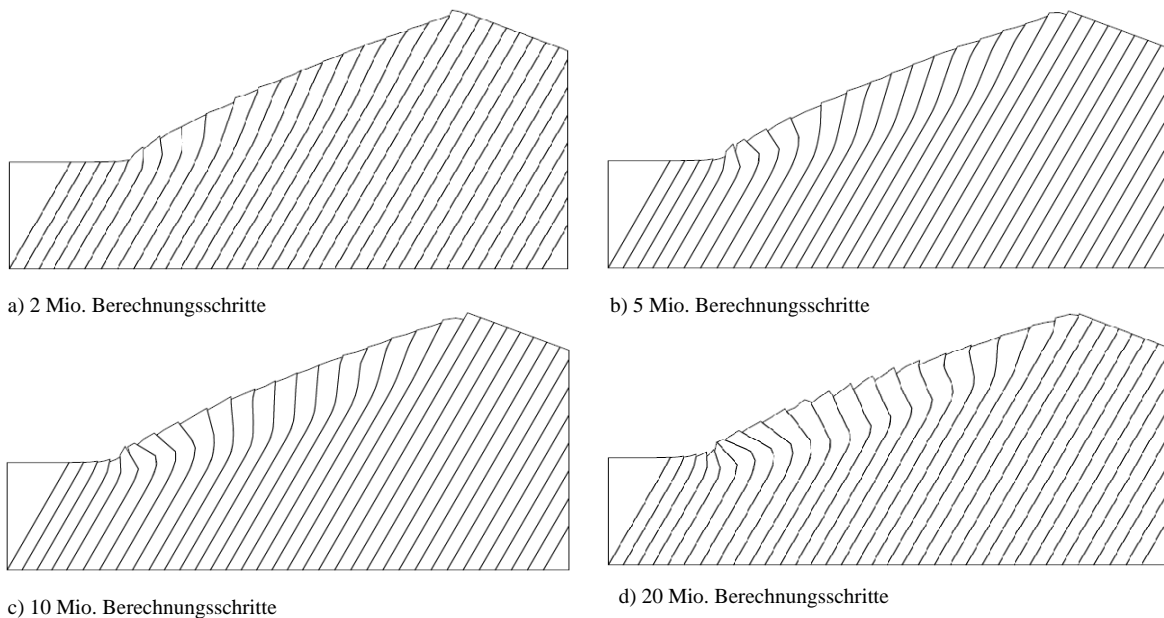 a) 2 Mio. Berechnungsschritte
b) 5 Mio. Berechnungsschritte
c) 10 Mio. Berechnungsschritte
d) 20 Mio. Berechnungsschritte